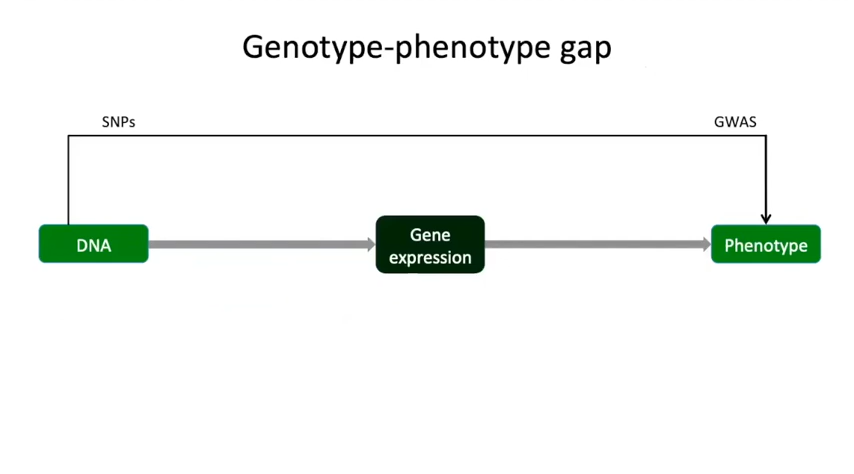 Genotype-phenotype gap
SNPs
GWAS
DNA
Gene
expression
Phenotype